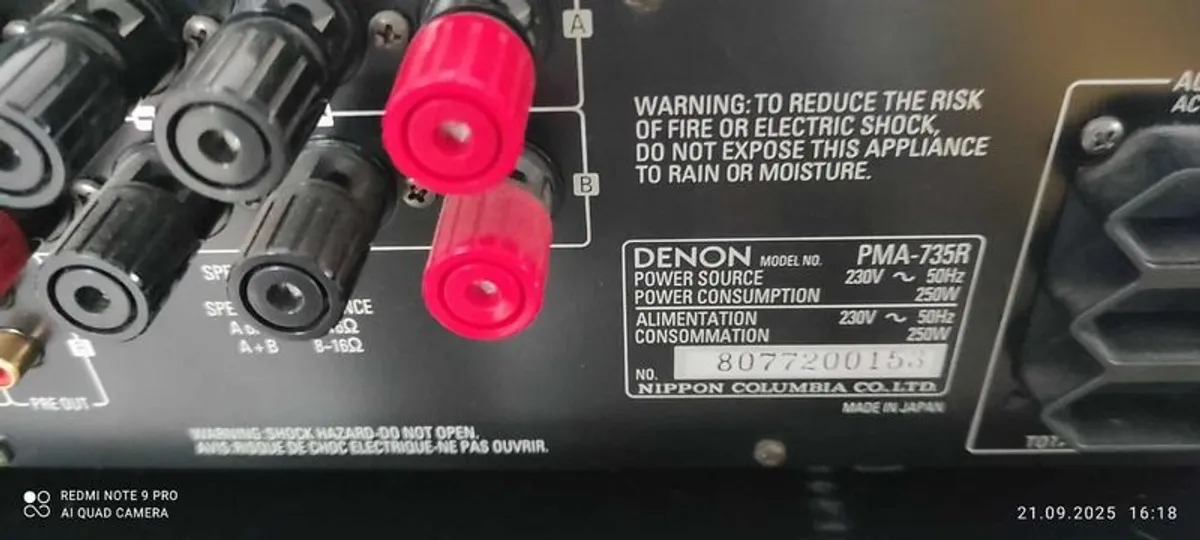 A
B
WARNING: TO REDUCE THE RISK
OF FIRE OR ELECTRIC SHOCK,
DO NOT EXPOSE THIS APPLIANCE
TO RAIN OR MOISTURE.
DENON MODEL NO. PMA-735R
POWER SOURCE 230V ~ 50Hz
POWER CONSUMPTION 250W
ALIMENTATION 230V ~ 50Hz
CONSOMMATION 250W
NO. 8077200153
NIPPON COLUMBIA CO.,LTD.
MADE IN JAPAN
A+B 8-16Ω
PRE OUT
WARNING:SHOCK HAZARD-DO NOT OPEN.
AVIS:RISQUE DE CHOC ELECTRIQUE-NE PAS OUVRIR.
REDMI NOTE 9 PRO
AI QUAD CAMERA
21.09.2025 16:18